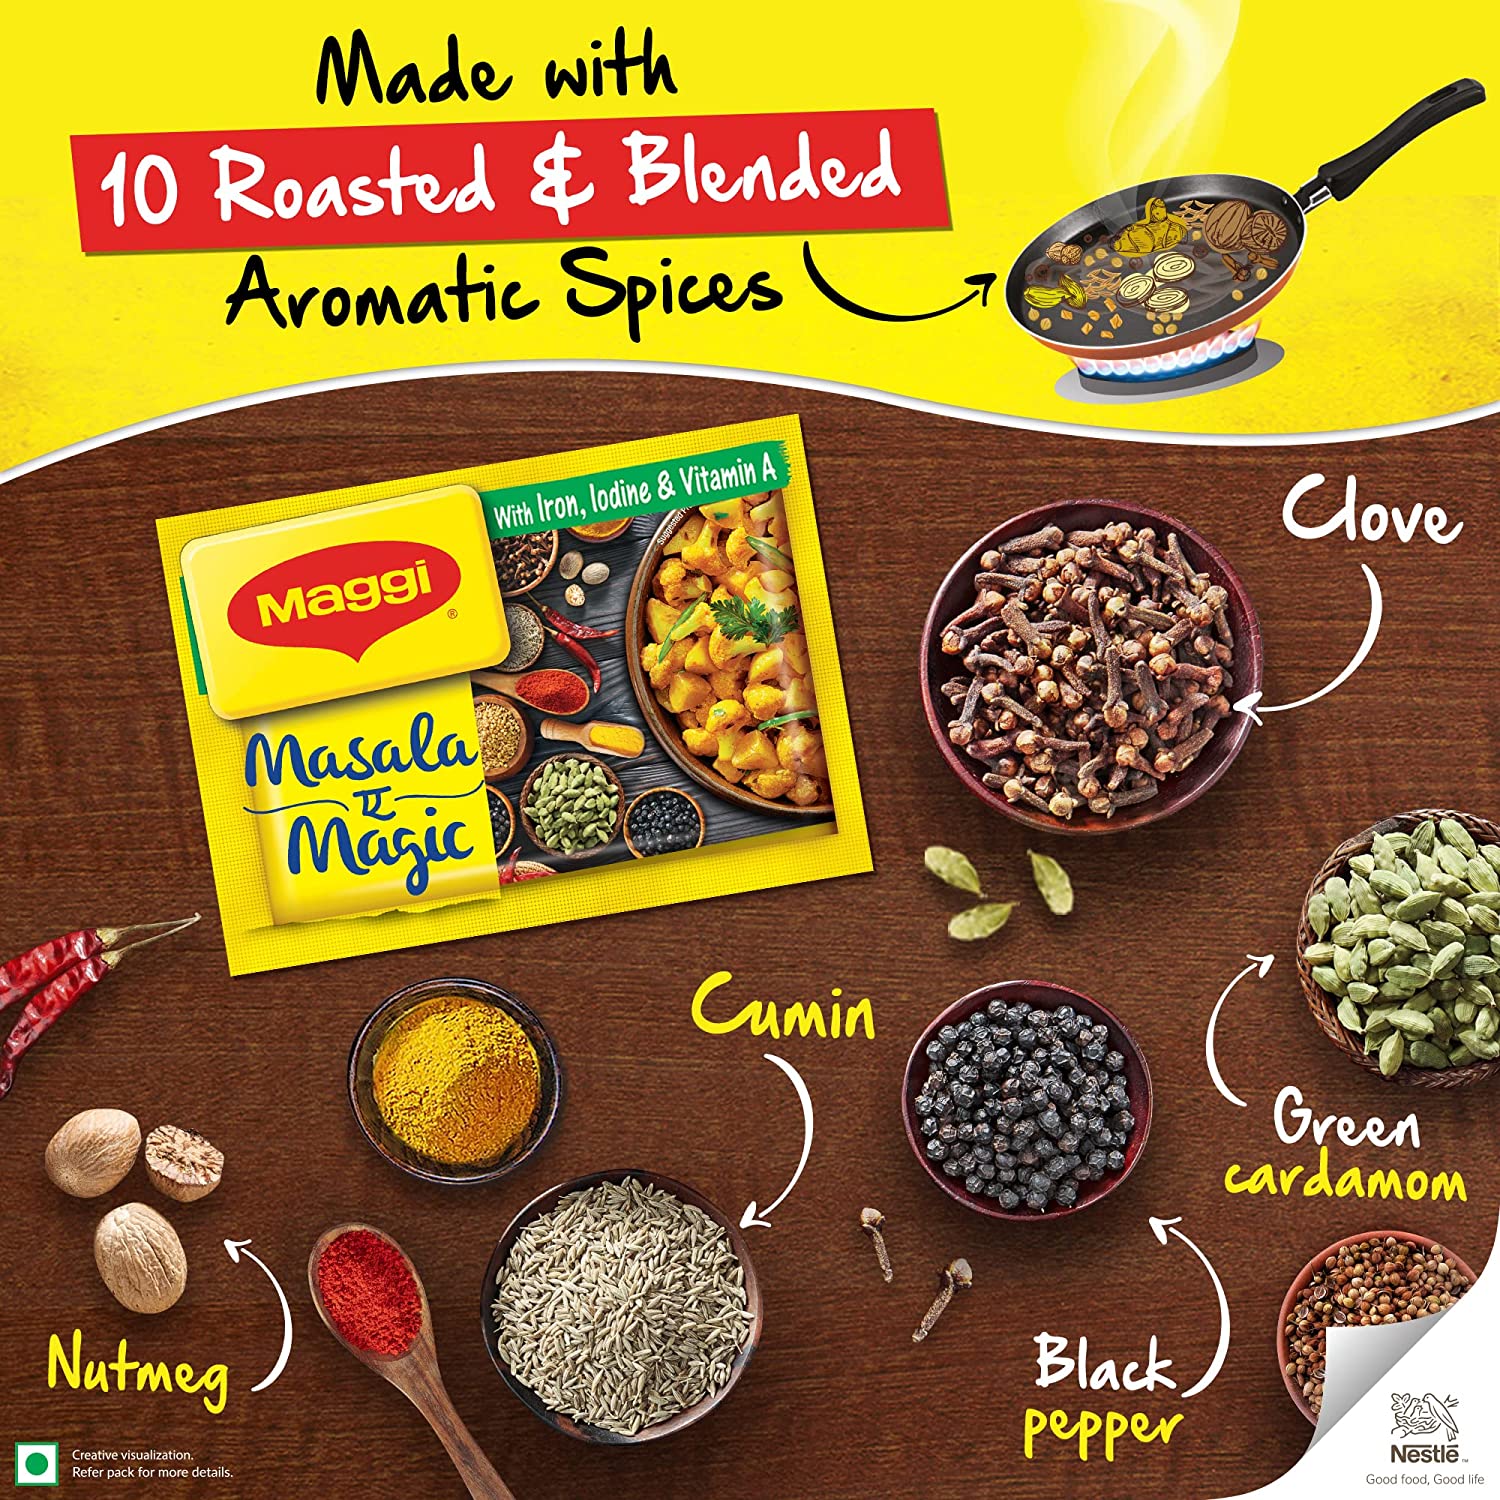 Made with
10 Roasted & Blended
Aromatic Spices
With Iron, Iodine & Vitamin A
Maggi®
Masala
Magic
Clove
Cumin
Green
cardamom
Nutmeg
Black
pepper
Creative visualization.
Refer pack for more details.
Nestlé
Good food, Good life